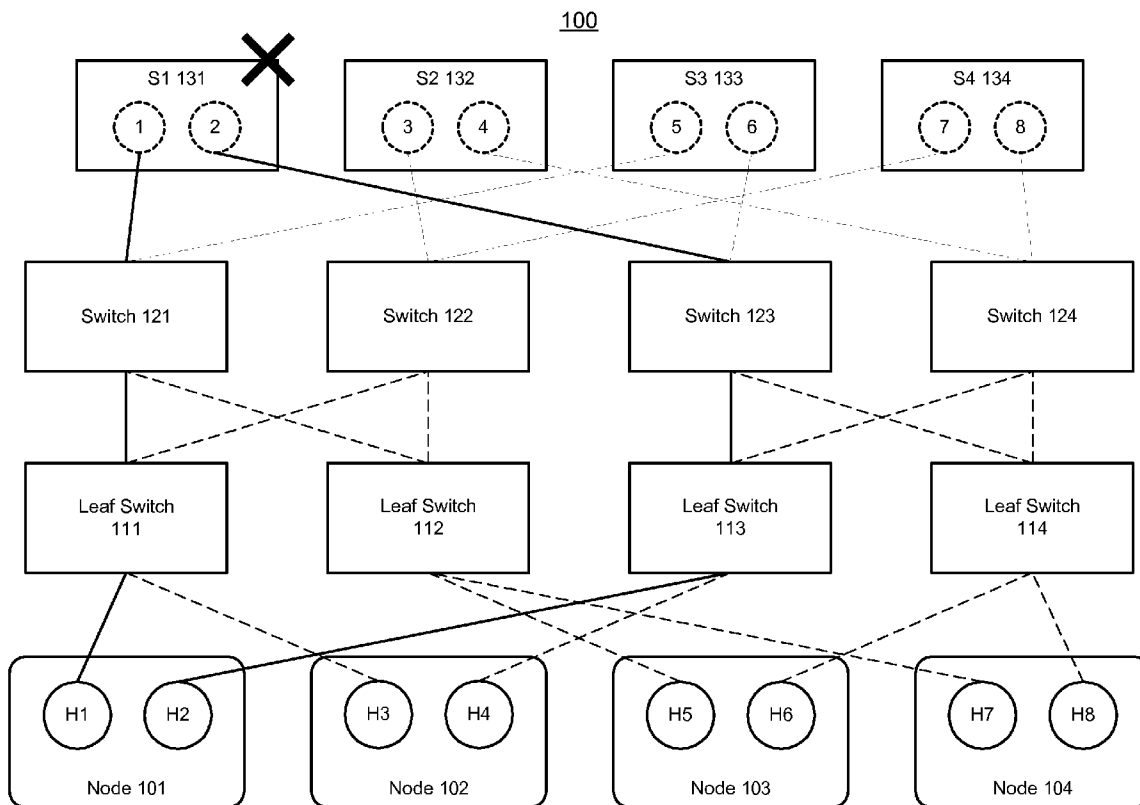 100
S1 131
S2 132
S3 133
S4 134
1
2
3
4
5
6
7
8
Switch 121
Switch 122
Switch 123
Switch 124
Leaf Switch
111
Leaf Switch
112
Leaf Switch
113
Leaf Switch
114
H1
H2
H3
H4
H5
H6
H7
H8
Node 101
Node 102
Node 103
Node 104